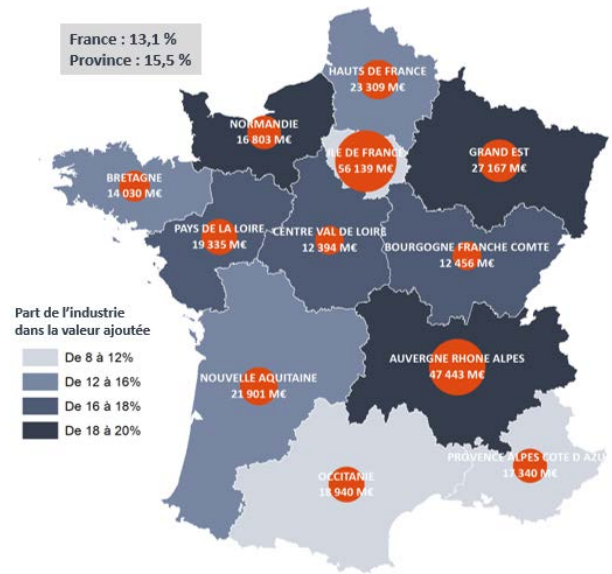 France : 13,1 %
Province : 15,5 %
HAUTS DE FRANCE
23 309 M€
NORMANDIE
16 803 M€
ILE DE FRANCE
56 139 M€
GRAND EST
27 167 M€
BRETAGNE
14 030 M€
PAYS DE LA LOIRE
19 335 M€
CENTRE VAL DE LOIRE
12 394 M€
BOURGOGNE FRANCHE COMTE
12 456 M€
Part de l'industrie
dans la valeur ajoutée
De 8 à 12%
De 12 à 16%
De 16 à 18%
De 18 à 20%
AUVERGNE RHONE ALPES
47 443 M€
NOUVELLE AQUITAINE
21 901 M€
PROVENCE ALPES COTE D AZU
17 340 M€
OCCITANIE
18 940 M€